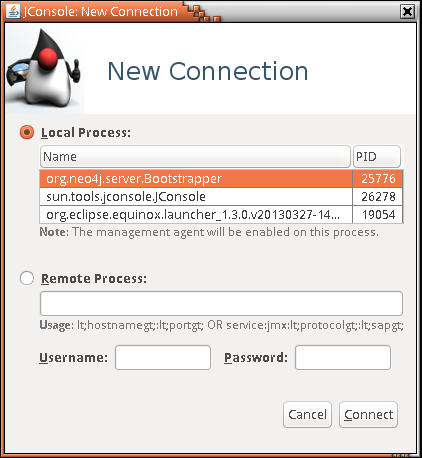 JConsole: New Connection
New Connection
Local Process:
Name PID
org.neo4j.server.Bootstrapper 25776
sun.tools.jconsole.JConsole 26278
org.eclipse.equinox.launcher_1.3.0.v20130327-14... 19054
Note: The management agent will be enabled on this process.
Remote Process:
Usage: lt;hostnamegt;:lt;portgt; OR service:jmx:lt;protocolgt;:lt;sapgt;
Username: Password:
Cancel Connect